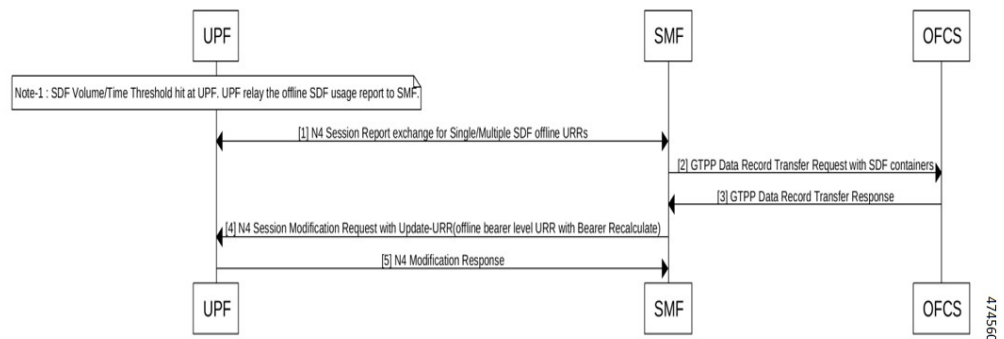 UPF
SMF
OFCS
Note-1 : SDF Volume/Time Threshold hit at UPF. UPF relay the offline SDF usage report to SMF.
[1] N4 Session Report exchange for Single/Multiple SDF offline URRs
[2] GTPP Data Record Transfer Request with SDF containers
[3] GTPP Data Record Transfer Response
[4] N4 Session Modification Request with Update-URR(offline bearer level URR with Bearer Recalculate)
[5] N4 Modification Response
UPF
SMF
OFCS